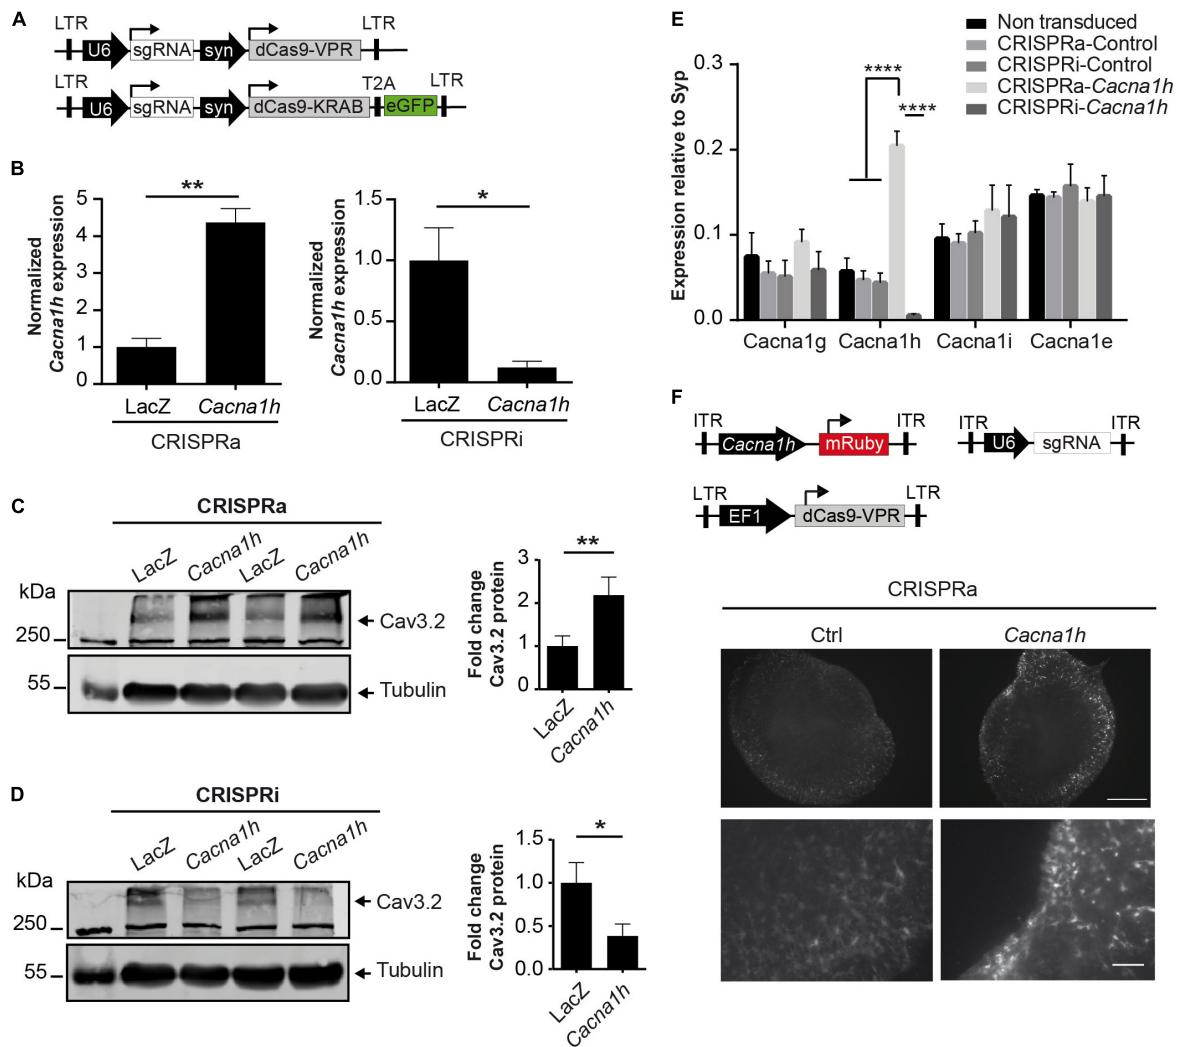 A
LTR LTR
U6 sgRNA syn dCas9-VPR
LTR T2A LTR
U6 sgRNA syn dCas9-KRAB eGFP
B
Normalized
Cacna1h expression
5
4
3
2
1
0
**
LacZ Cacna1h
CRISPRa
Normalized
Cacna1h expression
1.5
1.0
0.5
0.0
*
LacZ Cacna1h
CRISPRi
C
CRISPRa
LacZ Cacna1h LacZ Cacna1h
kDa
250
55
Cav3.2
Tubulin
Fold change
Cav3.2 protein
3
2
1
0
**
LacZ Cacna1h
D
CRISPRi
LacZ Cacna1h LacZ Cacna1h
kDa
250
55
Cav3.2
Tubulin
Fold change
Cav3.2 protein
1.5
1.0
0.5
0.0
*
LacZ Cacna1h
E
Non transduced
CRISPRa-Control
CRISPRi-Control
CRISPRa-Cacna1h
CRISPRi-Cacna1h
Expression relative to Syp
0.3
0.2
0.1
0.0
****
****
Cacna1g Cacna1h Cacna1i Cacna1e
F
ITR ITR ITR ITR
Cacna1h mRuby U6 sgRNA
LTR LTR
EF1 dCas9-VPR
CRISPRa
Ctrl Cacna1h